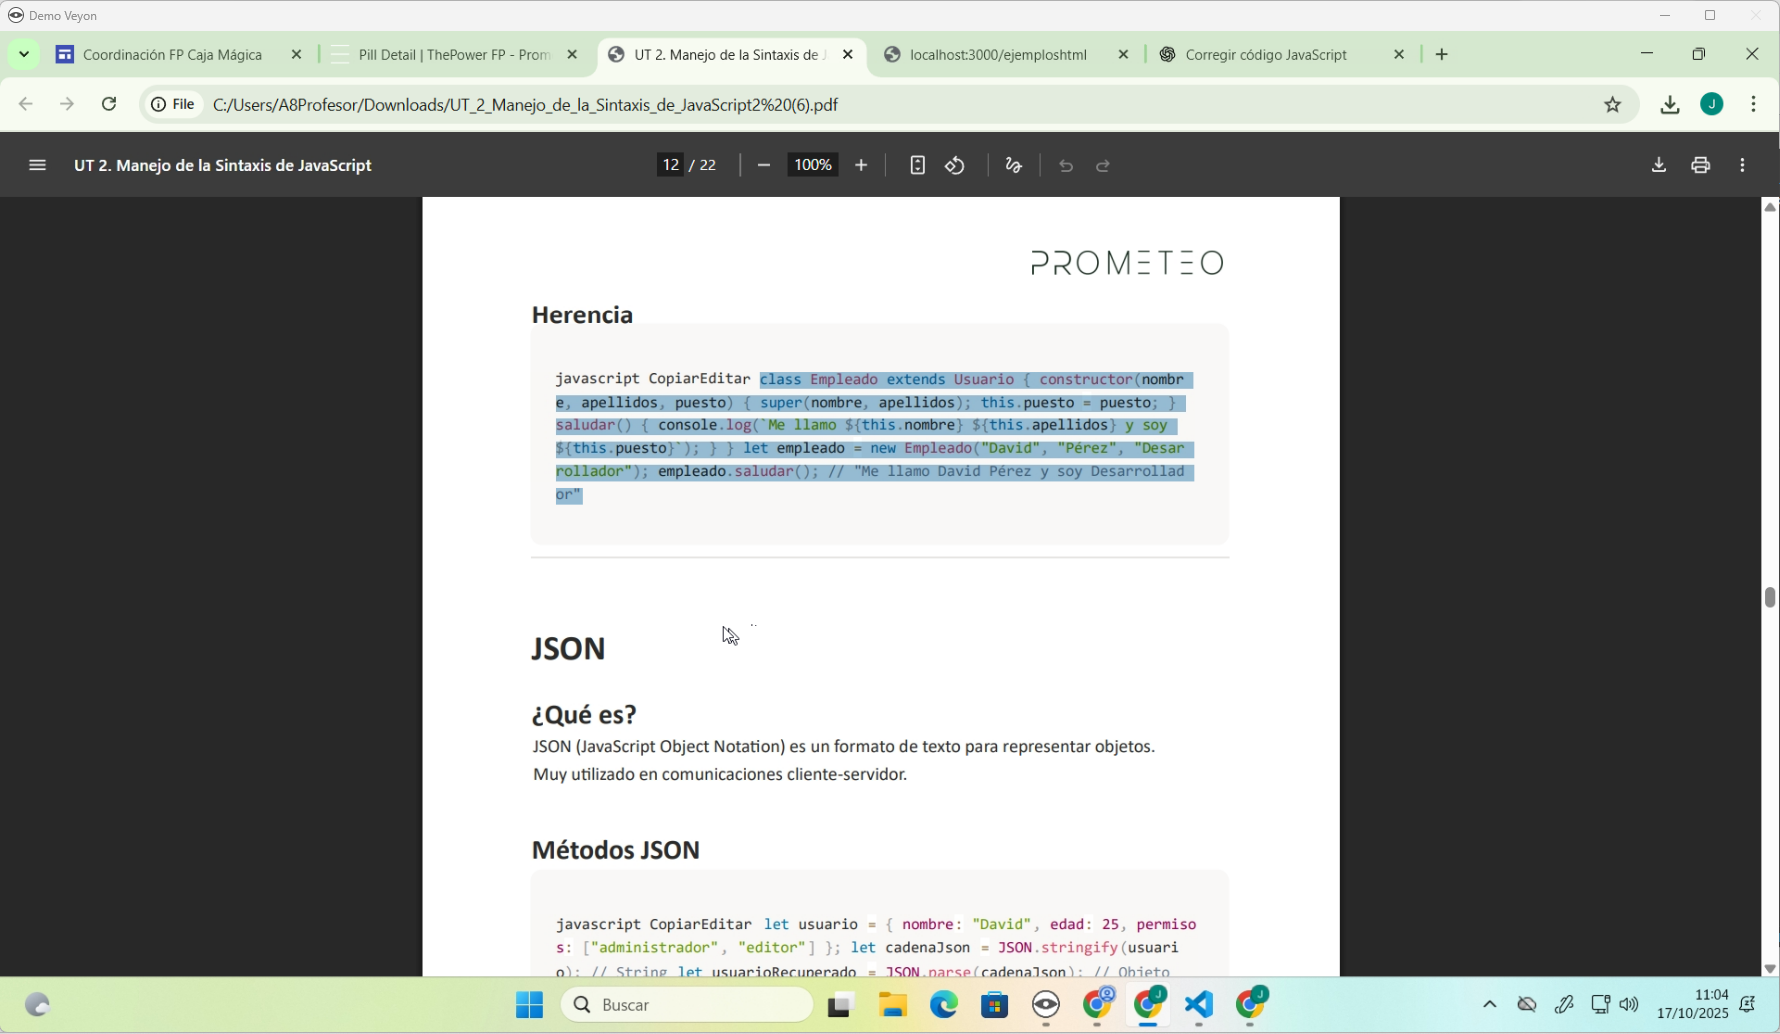 Demo Veyon
Coordinación FP Caja Mágica
Pill Detail | ThePower FP - Prom
UT 2. Manejo de la Sintaxis de J
localhost:3000/ejemploshtml
Corregir código JavaScript
File
C:/Users/A8Profesor/Downloads/UT_2_Manejo_de_la_Sintaxis_de_JavaScript2%20(6).pdf
J
UT 2. Manejo de la Sintaxis de JavaScript
12 / 22
100%
PROMETEO
Herencia
javascript CopiarEditar class Empleado extends Usuario { constructor(nombr
e, apellidos, puesto) { super(nombre, apellidos); this.puesto = puesto; }
saludar() { console.log(`Me llamo ${this.nombre} ${this.apellidos} y soy
${this.puesto}`); } } let empleado = new Empleado("David", "Pérez", "Desar
rollador"); empleado.saludar(); // "Me llamo David Pérez y soy Desarrollad
or"
JSON
¿Qué es?
JSON (JavaScript Object Notation) es un formato de texto para representar objetos.
Muy utilizado en comunicaciones cliente-servidor.
Métodos JSON
javascript CopiarEditar let usuario = { nombre: "David", edad: 25, permiso
s: ["administrador", "editor"] }; let cadenaJson = JSON.stringify(usuari
o); // String let usuarioRecuperado = JSON.parse(cadenaJson); // Objeto
Buscar
J
J
11:04
17/10/2025